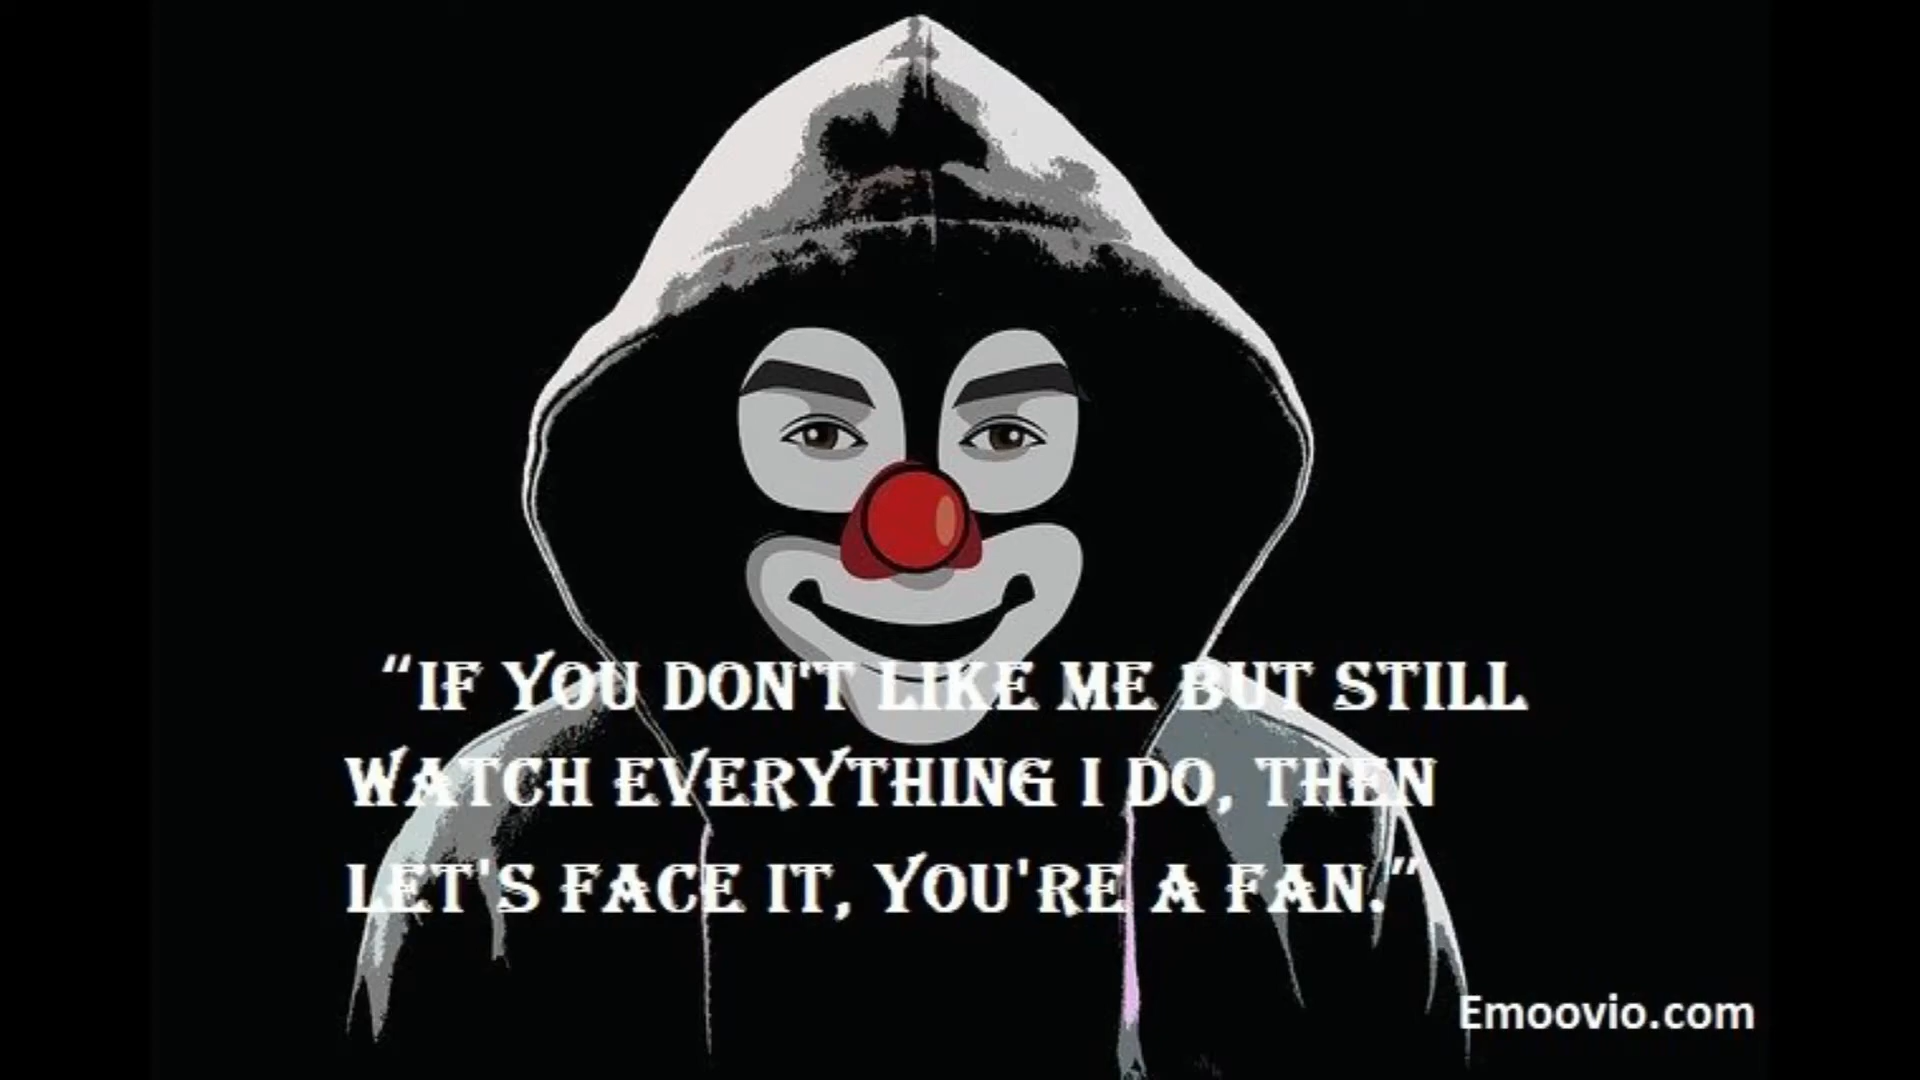 “IF YOU DON'T LIKE ME BUT STILL
WATCH EVERYTHING I DO, THEN
LET'S FACE IT, YOU'RE A FAN.”
Emoovio.com